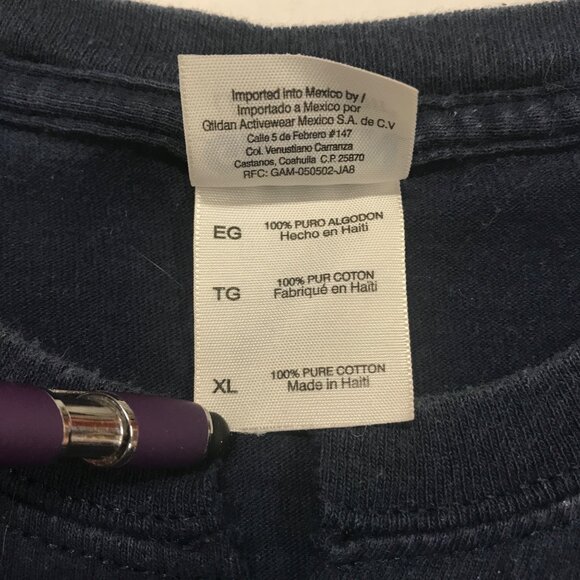 Imported into Mexico by /
Importado a Mexico por
Gildan Activewear Mexico S.A. de C.V
Calle 5 de Febrero #147
Col. Venustiano Carranza
Castanos, Coahuila C.P. 25870
RFC: GAM-050502-JA8
EG 100% PURO ALGODON
Hecho en Haiti
TG 100% PUR COTON
Fabriqué en Haïti
XL 100% PURE COTTON
Made in Haiti